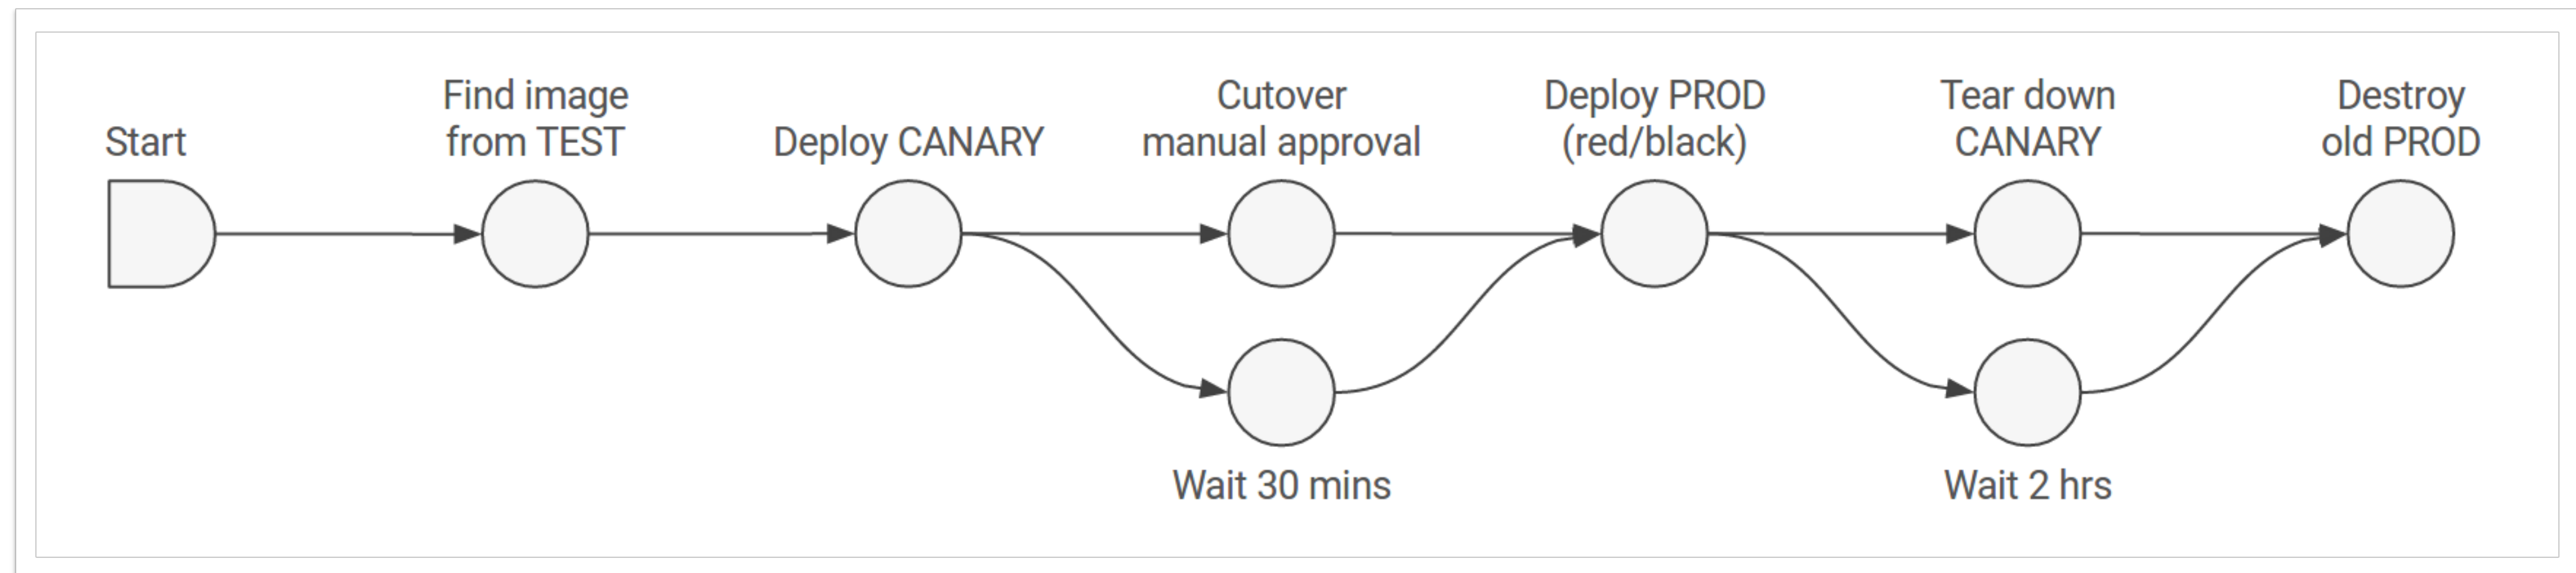 Start
Find image
from TEST
Deploy CANARY
Cutover
manual approval
Wait 30 mins
Deploy PROD
(red/black)
Tear down
CANARY
Wait 2 hrs
Destroy
old PROD